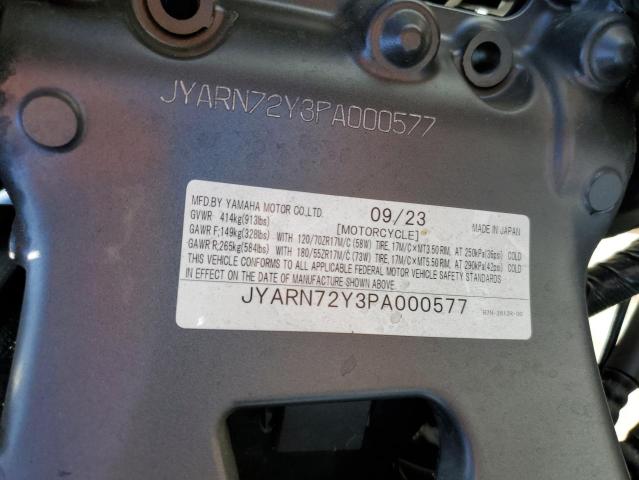 JYARN72Y3PA000577
MFD.BY YAMAHA MOTOR CO.,LTD. 09/23 MADE IN JAPAN
GVWR 414kg(913lbs) [MOTORCYCLE]
GAWR F;149kg(328lbs) WITH 120/70ZR17M/C (58W) TIRE, 17M/C×MT3.50 RIM, AT 250kPa(36psi) COLD
GAWR R;265kg(584lbs) WITH 180/55ZR17M/C (73W) TIRE, 17M/C×MT5.50 RIM, AT 290kPa(42psi) COLD
THIS VEHICLE CONFORMS TO ALL APPLICABLE FEDERAL MOTOR VEHICLE SAFETY STANDARDS
IN EFFECT ON THE DATE OF MANUFACTURE SHOWN ABOVE.
JYARN72Y3PA000577